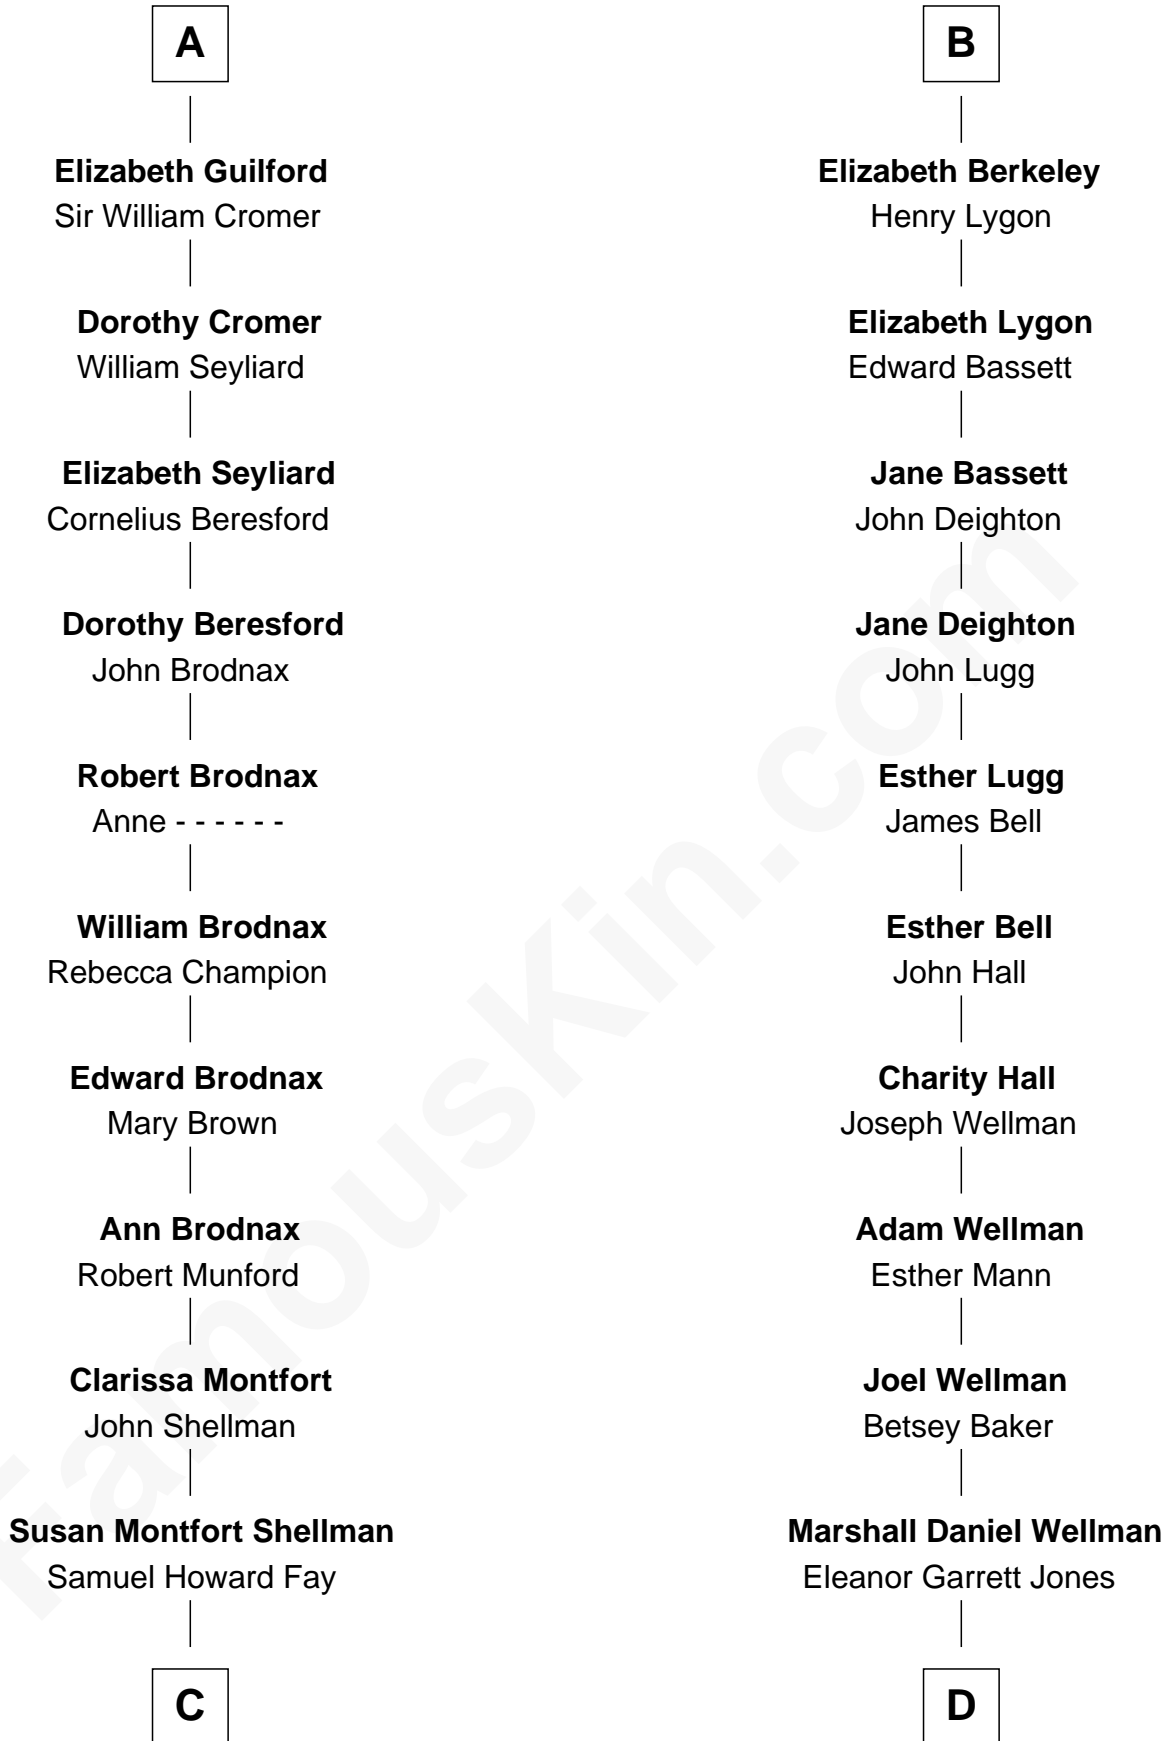 A
Elizabeth Guilford
Sir William Cromer
Dorothy Cromer
William Seyliard
Elizabeth Seyliard
Cornelius Beresford
Dorothy Beresford
John Brodnax
Robert Brodnax
Anne - - - - - -
William Brodnax
Rebecca Champion
Edward Brodnax
Mary Brown
Ann Brodnax
Robert Munford
Clarissa Montfort
John Shellman
Susan Montfort Shellman
Samuel Howard Fay
C
B
Elizabeth Berkeley
Henry Lygon
Elizabeth Lygon
Edward Bassett
Jane Bassett
John Deighton
Jane Deighton
John Lugg
Esther Lugg
James Bell
Esther Bell
John Hall
Charity Hall
Joseph Wellman
Adam Wellman
Esther Mann
Joel Wellman
Betsey Baker
Marshall Daniel Wellman
Eleanor Garrett Jones
D
FamousKin.com